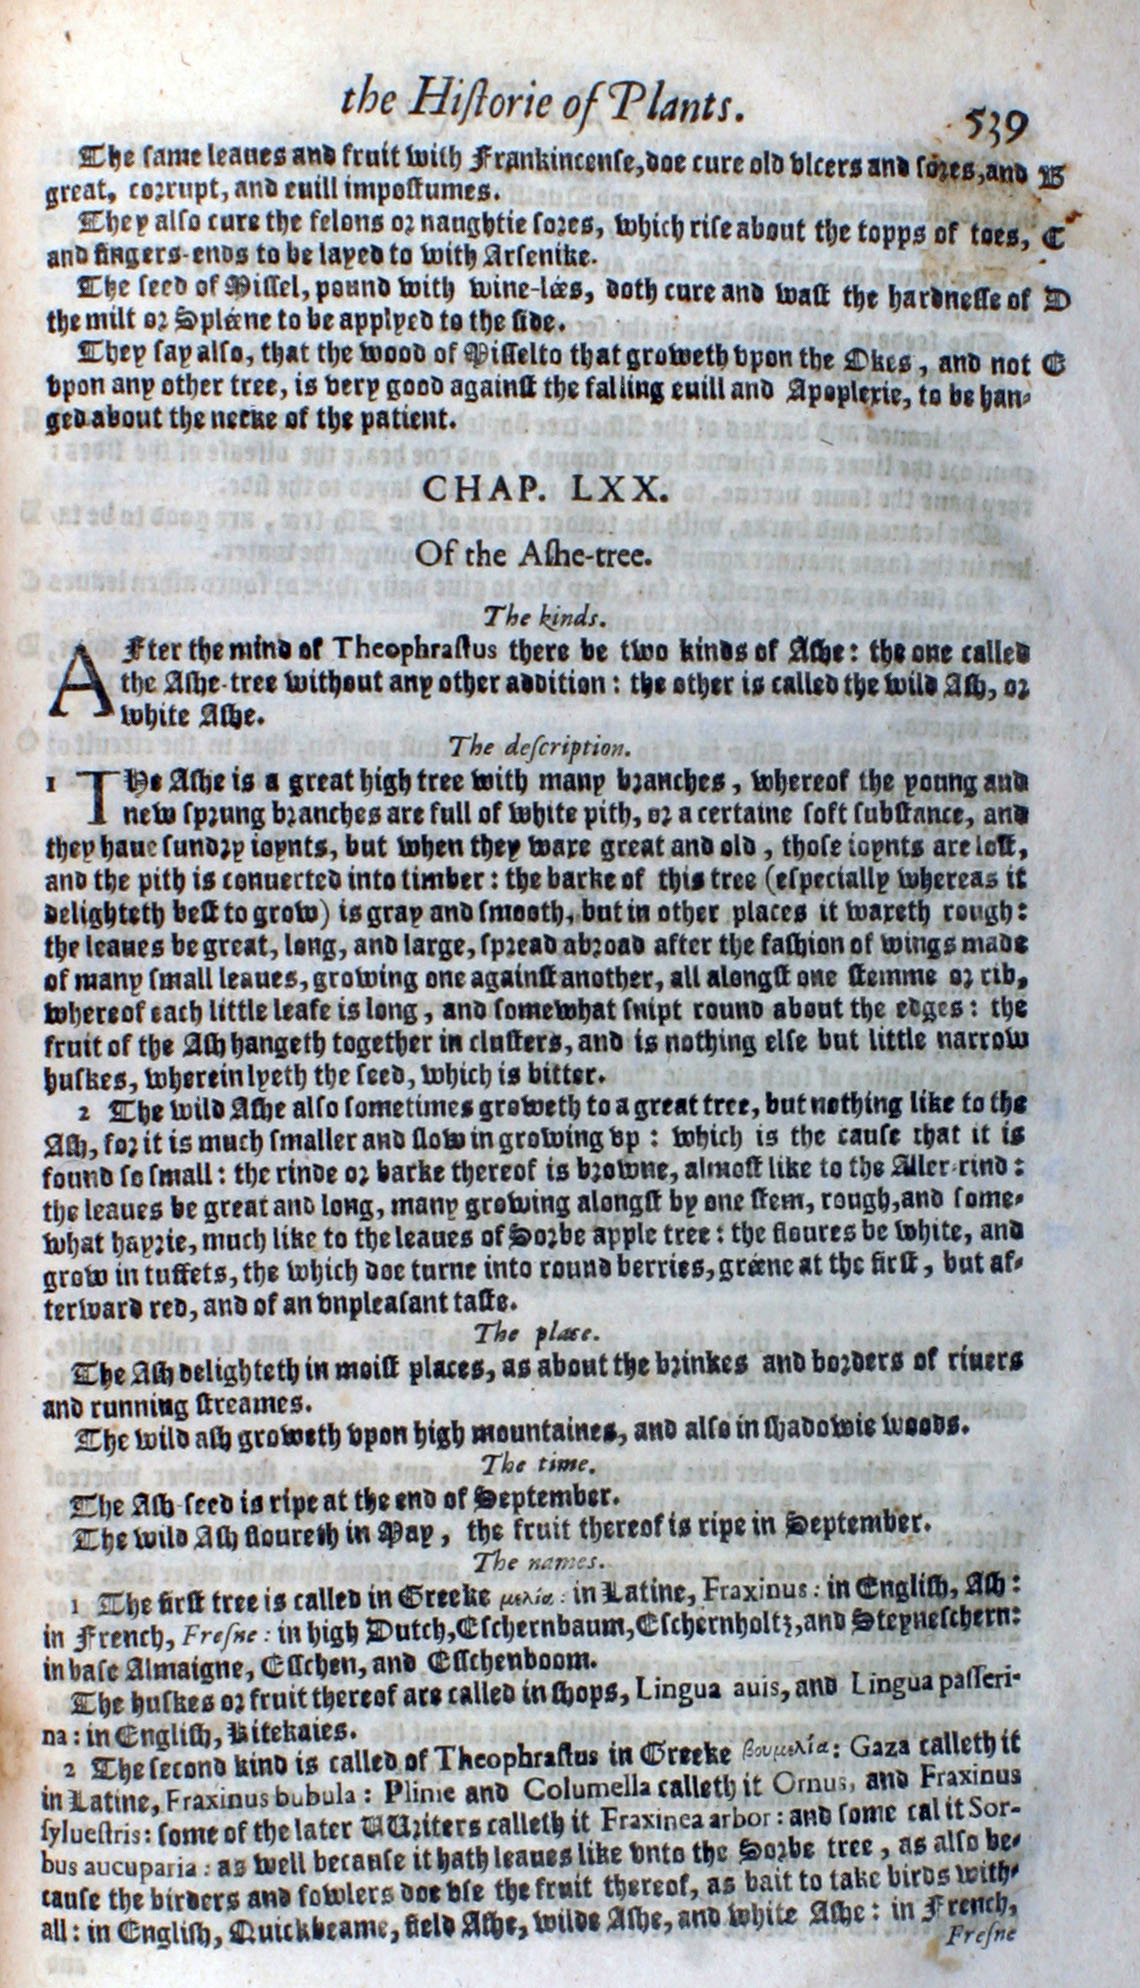 the Hiſtorie of Plants. 539
The ſame leaues and fruit with Frankincenſe, doe cure old vlcers and ſores, and B
great, corrupt, and euill impoſtumes.
They alſo cure the felons or naughtie ſores, which riſe about the topps of toes, C
and fingers-ends to be layed to with Arſenike.
The ſeed of Miſſel, pound with wine-lées, doth cure and waſt the hardneſſe of D
the milt or Spléene to be applyed to the ſide.
They ſay alſo, that the wood of Miſſelto that groweth vpon the Okes, and not E
vpon any other tree, is very good againſt the falling euill and Apoplexie, to be han-
ged about the necke of the patient.
CHAP. LXX.
Of the Aſhe-tree.
The kinds.
AFter the mind of Theophraſtus there be two kinds of Aſhe: the one called
the Aſhe-tree without any other addition: the other is called the wild Aſh, or
white Aſhe.
The deſcription.
1 THe Aſhe is a great high tree with many branches, whereof the young and
new ſprung branches are full of white pith, or a certaine ſoft ſubſtance, and
they haue ſundry ioynts, but when they waxe great and old, thoſe ioynts are loſt,
and the pith is conuerted into timber: the barke of this tree (eſpecially whereas it
delighteth beſt to grow) is gray and ſmooth, but in other places it waxeth rough:
the leaues be great, long, and large, ſpread abroad after the faſhion of wings made
of many ſmall leaues, growing one againſt another, all alongſt one ſtemme or rib,
whereof each little leafe is long, and ſomewhat ſnipt round about the edges: the
fruit of the Aſh hangeth together in cluſters, and is nothing elſe but little narrow
huſkes, wherein lyeth the ſeed, which is bitter.
2 The wild Aſhe alſo ſometimes groweth to a great tree, but nothing like to the
Aſh, for it is much ſmaller and ſlow in growing vp: which is the cauſe that it is
found ſo ſmall: the rinde or barke thereof is browne, almoſt like to the Aller-rind:
the leaues be great and long, many growing alongſt by one ſtem, rough, and ſome-
what hayrie, much like to the leaues of Sorbe apple tree: the floures be white, and
grow in tuffets, the which doe turne into round berries, gréene at the firſt, but af-
terward red, and of an vnpleaſant taſte.
The place.
The Aſh delighteth in moiſt places, as about the brinkes and borders of riuers
and running ſtreames.
The wild aſh groweth vpon high mountaines, and alſo in ſhadowie woods.
The time.
The Aſh-ſeed is ripe at the end of September.
The wild Aſh floureth in May, the fruit thereof is ripe in September.
The names.
1 The firſt tree is called in Greeke μελία: in Latine, Fraxinus: in Engliſh, Aſh:
in French, Freſne: in high Dutch, Eſchernbaum, Eſchernholtz, and Steyneſchern:
in baſe Almaigne, Eſſchen, and Eſſchenboom.
The huſkes or fruit thereof are called in ſhops, Lingua auis, and Lingua paſſeri-
na: in Engliſh, Kitekaies.
2 The ſecond kind is called of Theophraſtus in Greeke βουμελία: Gaza calleth it
in Latine, Fraxinus bubula: Plinie and Columella calleth it Ornus, and Fraxinus
ſylueſtris: ſome of the later VVriters calleth it Fraxinea arbor: and ſome cal it Sor-
bus aucuparia: as well becauſe it hath leaues like vnto the Sorbe tree, as alſo be-
cauſe the birders and fowlers doe vſe the fruit thereof, as bait to take birds with-
all: in Engliſh, Quickbeame, field Aſhe, wilde Aſhe, and white Aſhe: in French,
Freſne